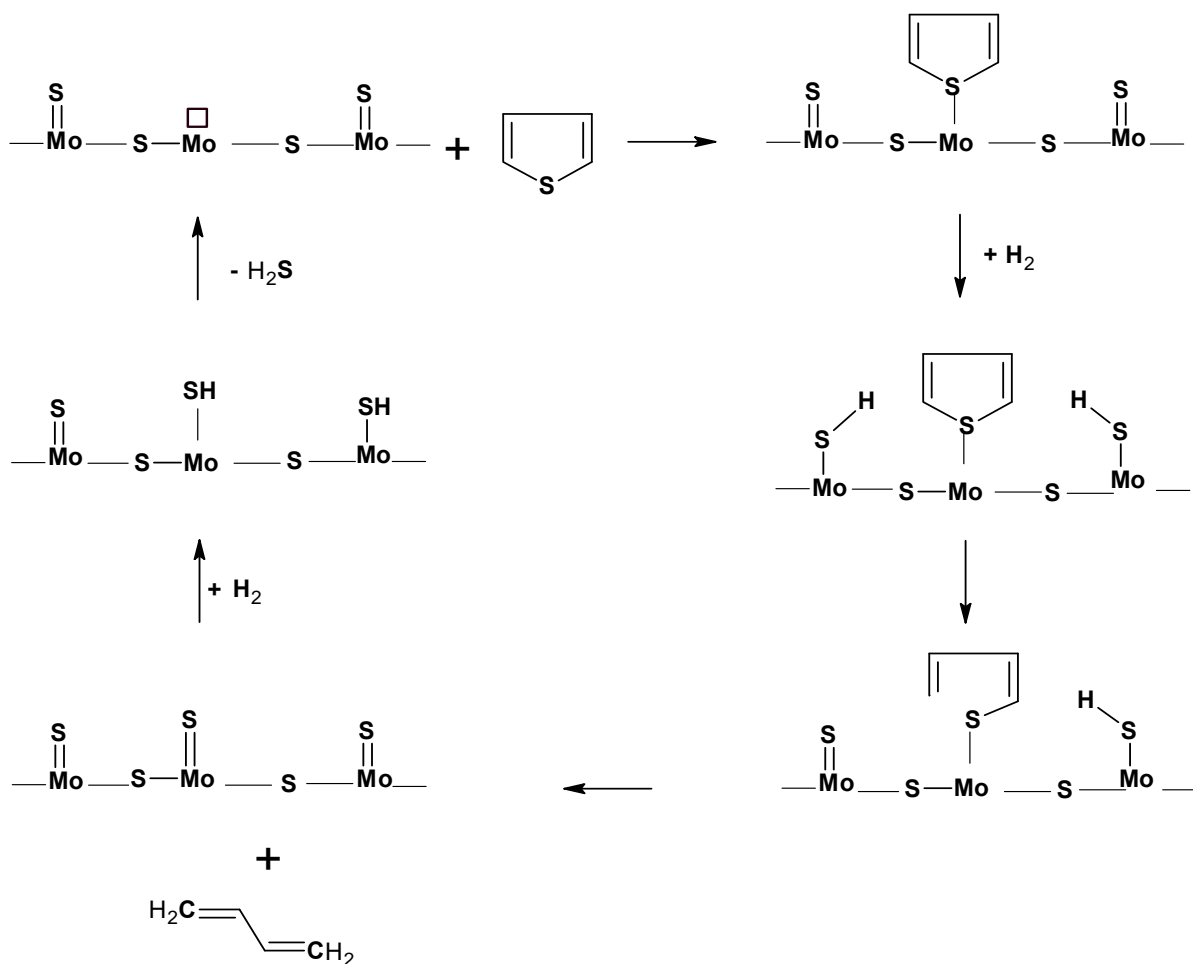 S S S S
Mo S Mo S Mo + S Mo S Mo S Mo
S
- H2S
+ H2
S SH SH
Mo S Mo S Mo
S H S H S
Mo S Mo S Mo
+ H2
S S S
Mo S Mo S Mo
S S H S
Mo S Mo S Mo
+
H2C CH2